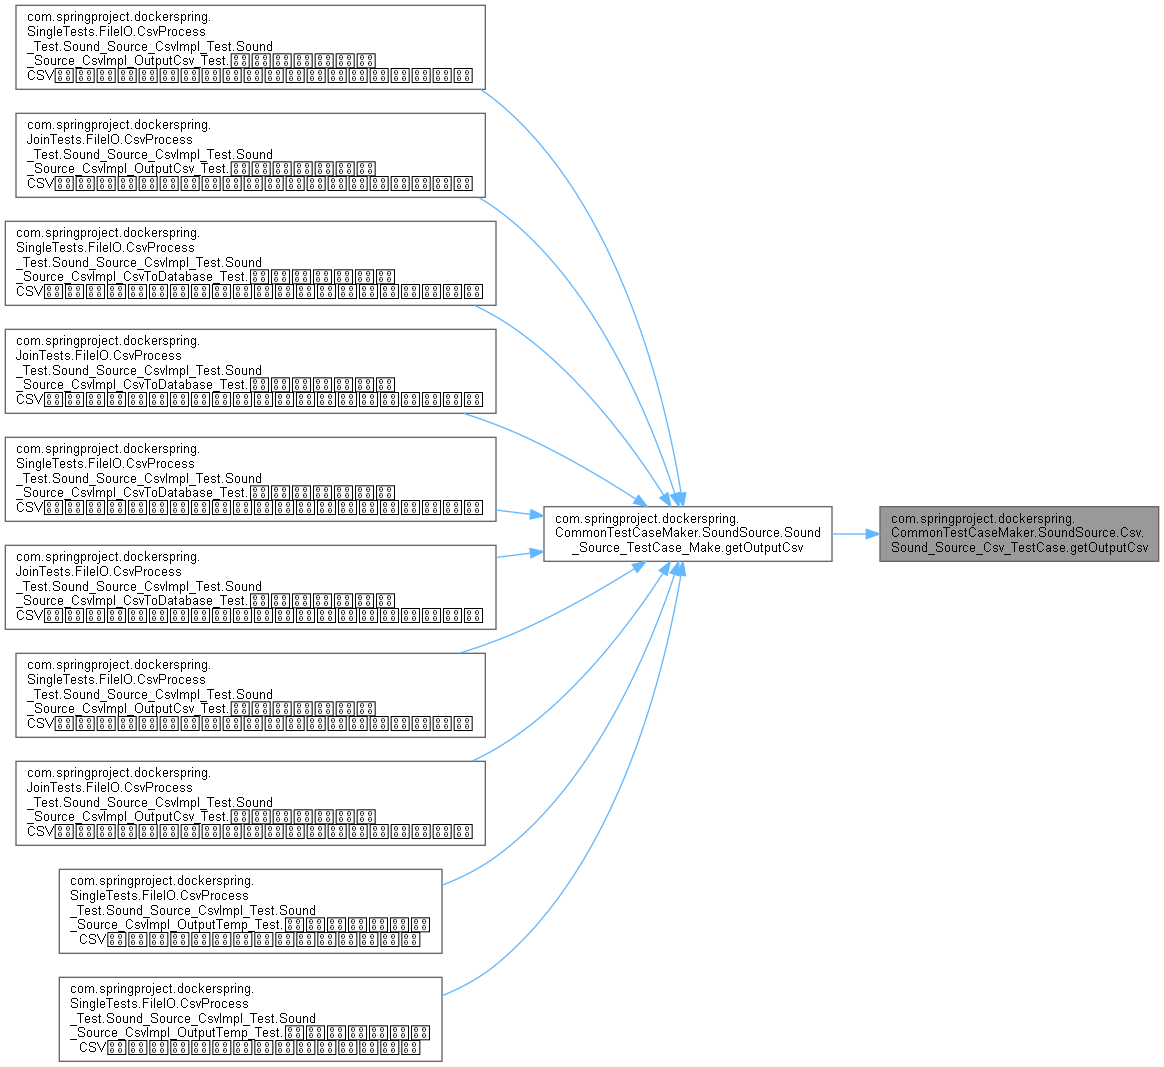 com.springproject.dockerspring.
SingleTests.FileIO.CsvProcess
_Test.Sound_Source_CsvImpl_Test.Sound
_Source_CsvImpl_OutputCsv_Test.
CSV
com.springproject.dockerspring.
JoinTests.FileIO.CsvProcess
_Test.Sound_Source_CsvImpl_Test.Sound
_Source_CsvImpl_OutputCsv_Test.
CSV
com.springproject.dockerspring.
SingleTests.FileIO.CsvProcess
_Test.Sound_Source_CsvImpl_Test.Sound
_Source_CsvImpl_CsvToDatabase_Test.
CSV
com.springproject.dockerspring.
JoinTests.FileIO.CsvProcess
_Test.Sound_Source_CsvImpl_Test.Sound
_Source_CsvImpl_CsvToDatabase_Test.
CSV
com.springproject.dockerspring.
SingleTests.FileIO.CsvProcess
_Test.Sound_Source_CsvImpl_Test.Sound
_Source_CsvImpl_CsvToDatabase_Test.
CSV
com.springproject.dockerspring.
JoinTests.FileIO.CsvProcess
_Test.Sound_Source_CsvImpl_Test.Sound
_Source_CsvImpl_CsvToDatabase_Test.
CSV
com.springproject.dockerspring.
SingleTests.FileIO.CsvProcess
_Test.Sound_Source_CsvImpl_Test.Sound
_Source_CsvImpl_OutputCsv_Test.
CSV
com.springproject.dockerspring.
JoinTests.FileIO.CsvProcess
_Test.Sound_Source_CsvImpl_Test.Sound
_Source_CsvImpl_OutputCsv_Test.
CSV
com.springproject.dockerspring.
SingleTests.FileIO.CsvProcess
_Test.Sound_Source_CsvImpl_Test.Sound
_Source_CsvImpl_OutputTemp_Test.
CSV
com.springproject.dockerspring.
SingleTests.FileIO.CsvProcess
_Test.Sound_Source_CsvImpl_Test.Sound
_Source_CsvImpl_OutputTemp_Test.
CSV
com.springproject.dockerspring.
CommonTestCaseMaker.SoundSource.Sound
_Source_TestCase_Make.getOutputCsv
com.springproject.dockerspring.
CommonTestCaseMaker.SoundSource.Csv.
Sound_Source_Csv_TestCase.getOutputCsv